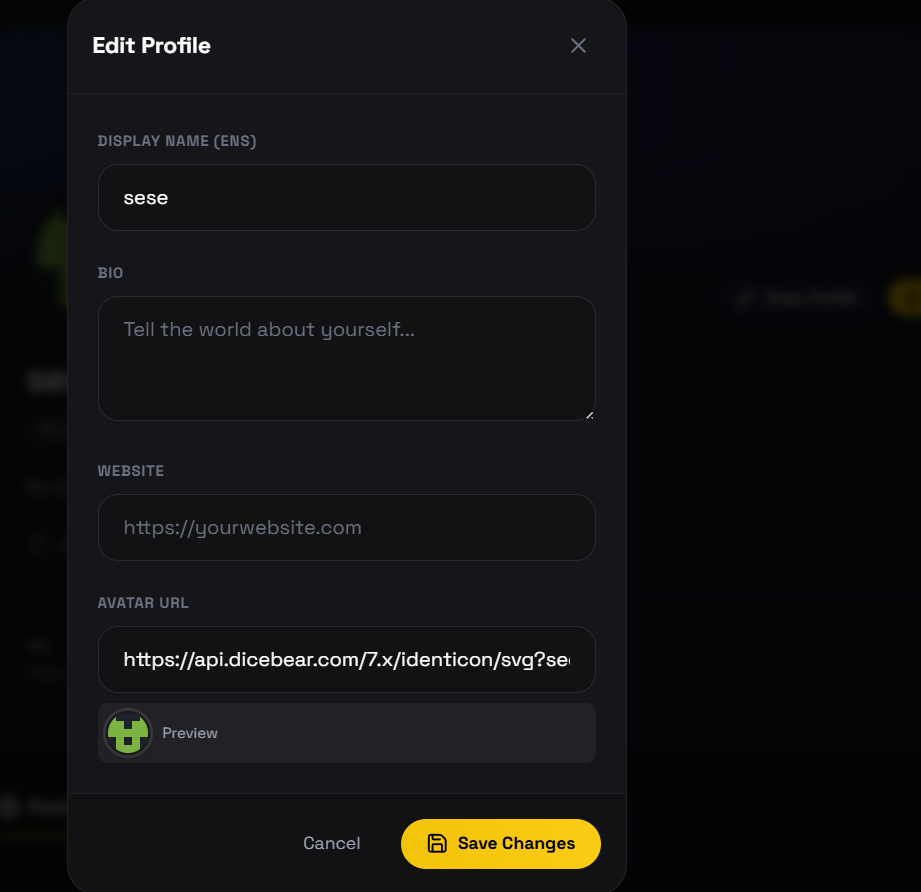 Edit Profile
DISPLAY NAME (ENS)
sese
BIO
Tell the world about yourself...
WEBSITE
https://yourwebsite.com
AVATAR URL
https://api.dicebear.com/7.x/identicon/svg?se
Preview
Cancel
Save Changes